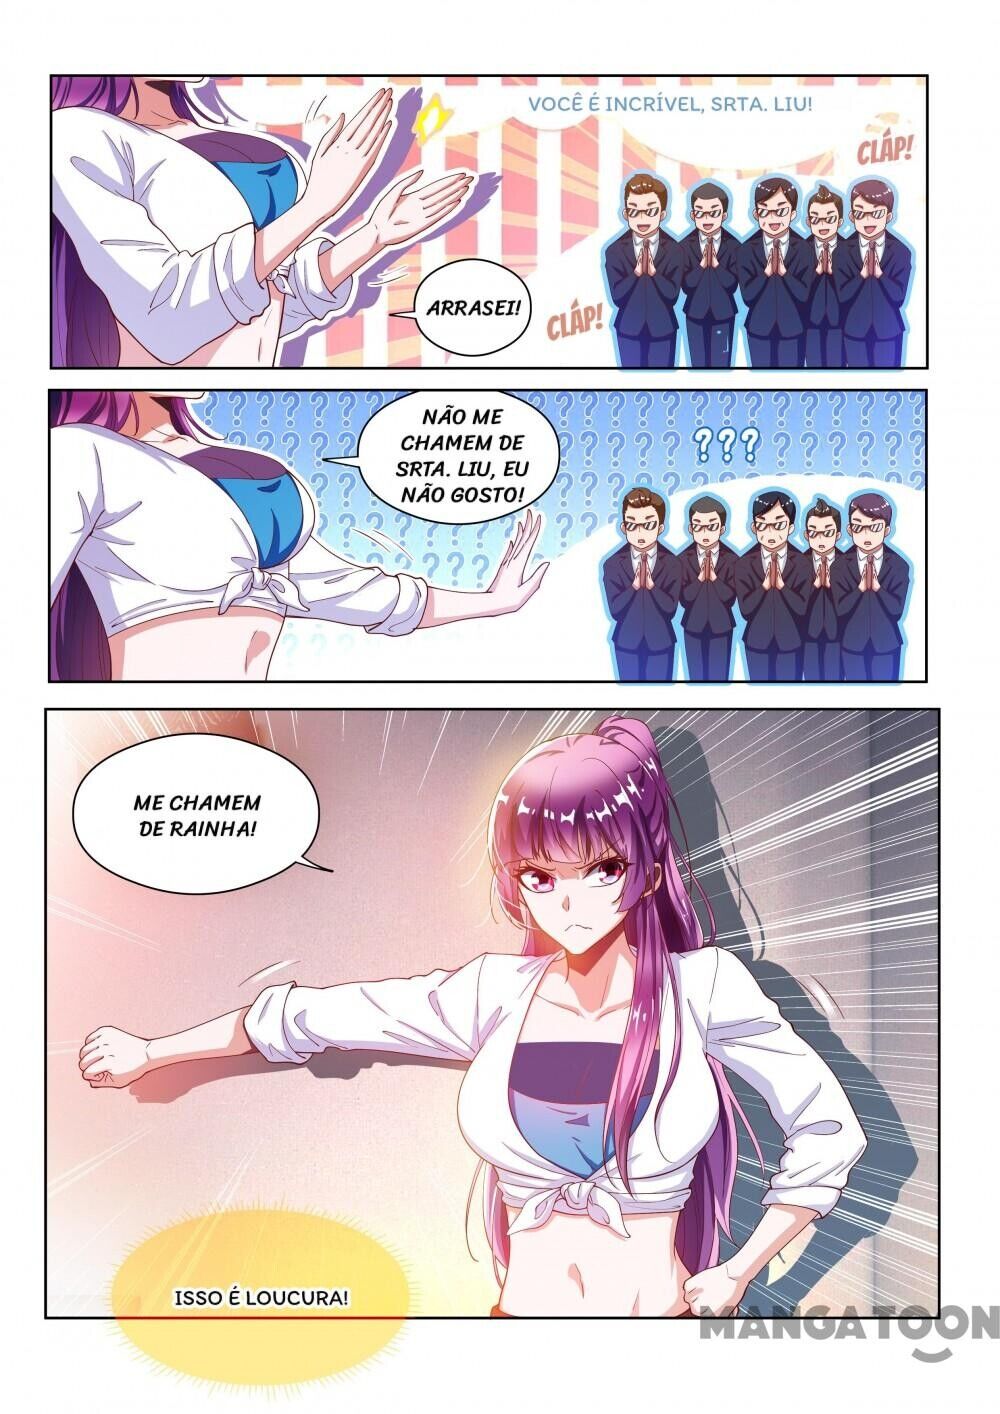 VOCÊ É INCRÍVEL, SRTA. LIU!
CLÁP!
ARRASEI!
CLÁP!
NÃO ME
CHAMEM DE
SRTA. LIU, EU
NÃO GOSTO!
???
ME CHAMEM
DE RAINHA!
ISSO É LOUCURA!
MANGATOON